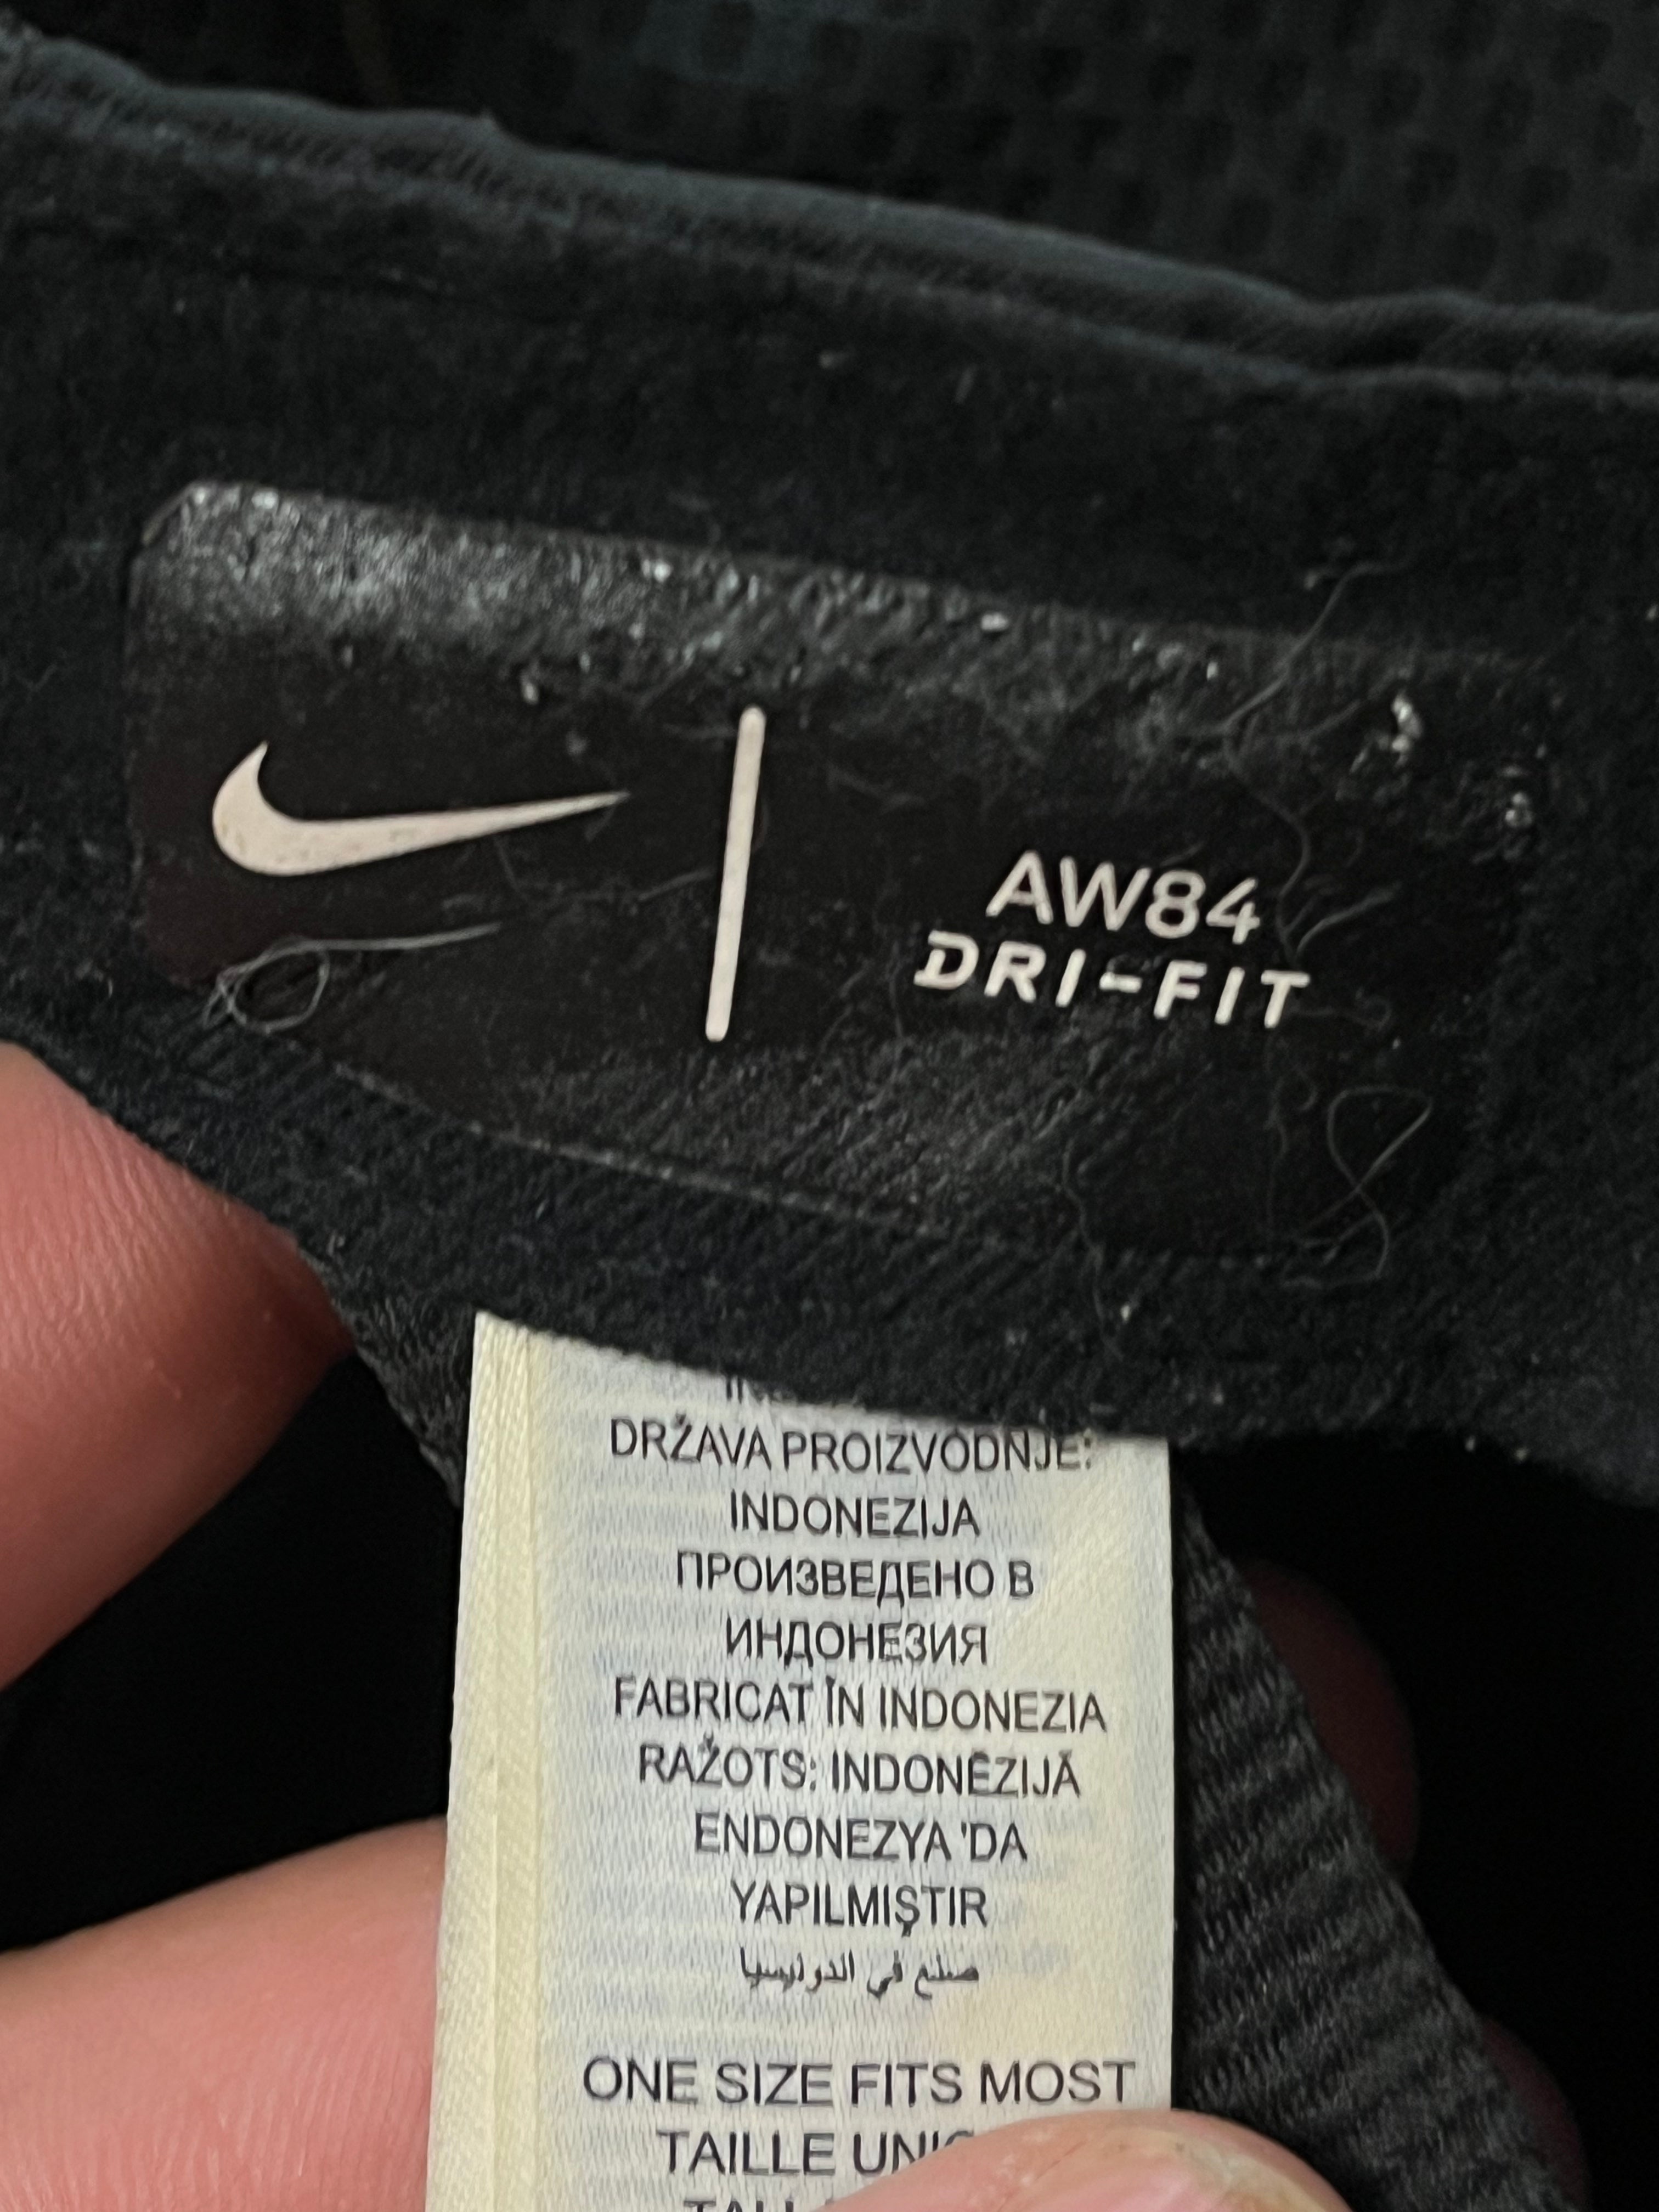 AW84
DRI-FIT
DRŽAVA PROIZVODNJE:
INDONEZIJA
ПРОИЗВЕДЕНО В
ИНДОНЕЗИЯ
FABRICAT ÎN INDONEZIA
RAŽOTS: INDONĒZIJĀ
ENDONEZYA 'DA
YAPILMIŞTIR
صنع في اندونيسيا
ONE SIZE FITS MOST
TAILLE